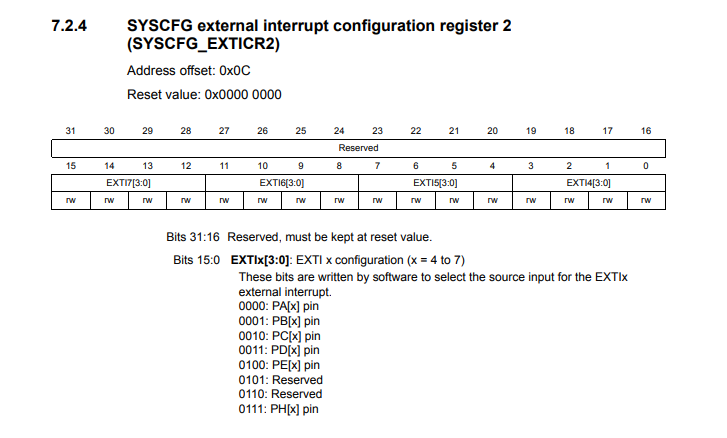 7.2.4 SYSCFG external interrupt configuration register 2
(SYSCFG_EXTICR2)
Address offset: 0x0C
Reset value: 0x0000 0000
31 30 29 28 27 26 25 24 23 22 21 20 19 18 17 16
Reserved
15 14 13 12 11 10 9 8 7 6 5 4 3 2 1 0
EXTI7[3:0] EXTI6[3:0] EXTI5[3:0] EXTI4[3:0]
rw rw rw rw rw rw rw rw rw rw rw rw rw rw rw rw
Bits 31:16 Reserved, must be kept at reset value.
Bits 15:0 EXTIx[3:0]: EXTI x configuration (x = 4 to 7)
These bits are written by software to select the source input for the EXTIx
external interrupt.
0000: PA[x] pin
0001: PB[x] pin
0010: PC[x] pin
0011: PD[x] pin
0100: PE[x] pin
0101: Reserved
0110: Reserved
0111: PH[x] pin